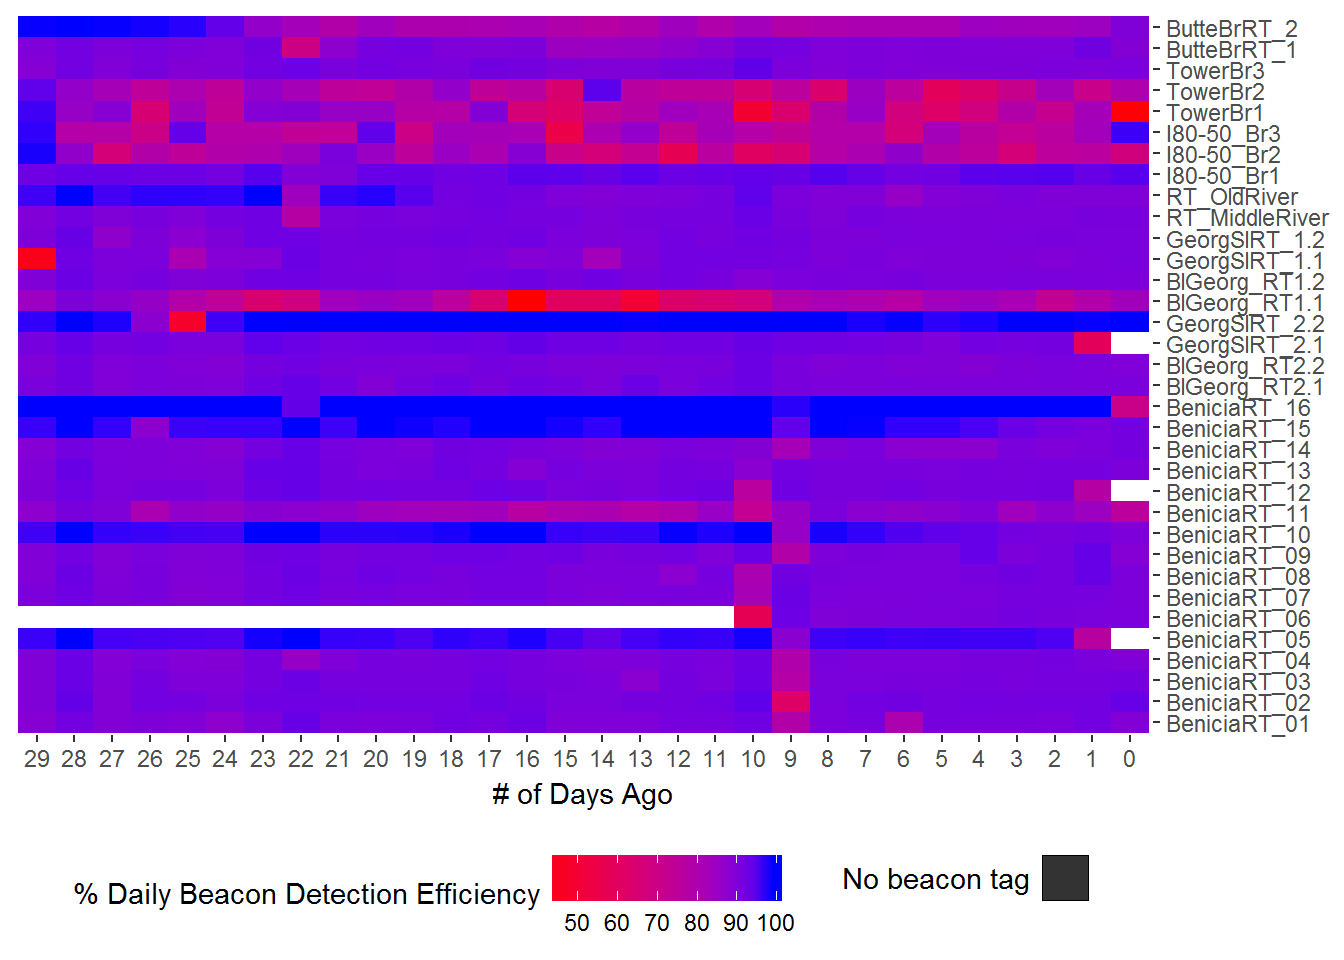 ButteBrRT_2
ButteBrRT_1
TowerBr3
TowerBr2
TowerBr1
I80-50_Br3
I80-50_Br2
I80-50_Br1
RT_OldRiver
RT_MiddleRiver
GeorgSlRT_1.2
GeorgSlRT_1.1
BlGeorg_RT1.2
BlGeorg_RT1.1
GeorgSlRT_2.2
GeorgSlRT_2.1
BlGeorg_RT2.2
BlGeorg_RT2.1
BeniciaRT_16
BeniciaRT_15
BeniciaRT_14
BeniciaRT_13
BeniciaRT_12
BeniciaRT_11
BeniciaRT_10
BeniciaRT_09
BeniciaRT_08
BeniciaRT_07
BeniciaRT_06
BeniciaRT_05
BeniciaRT_04
BeniciaRT_03
BeniciaRT_02
BeniciaRT_01
29 28 27 26 25 24 23 22 21 20 19 18 17 16 15 14 13 12 11 10 9 8 7 6 5 4 3 2 1 0
# of Days Ago
% Daily Beacon Detection Efficiency
50 60 70 80 90 100
No beacon tag